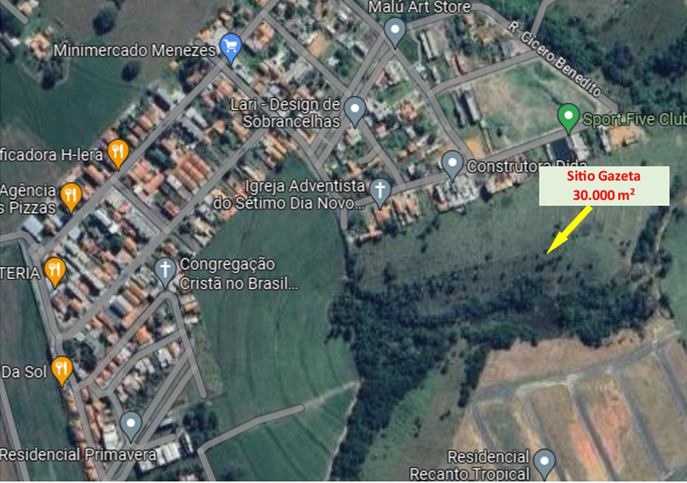 Malú Art Store
Minimercado Menezes
R. Cicero Benedito
Lari - Design de
Sobrancelhas
Sport Five Club
ficadora H-lera
Construtora Dida
Sitio Gazeta
30.000 m²
Igreja Adventista
do Sétimo Dia Novo...
Agência
s Pizzas
TERIA
Congregação
Cristã no Brasil...
Da Sol
Residencial Primavera
Residencial
Recanto Tropical